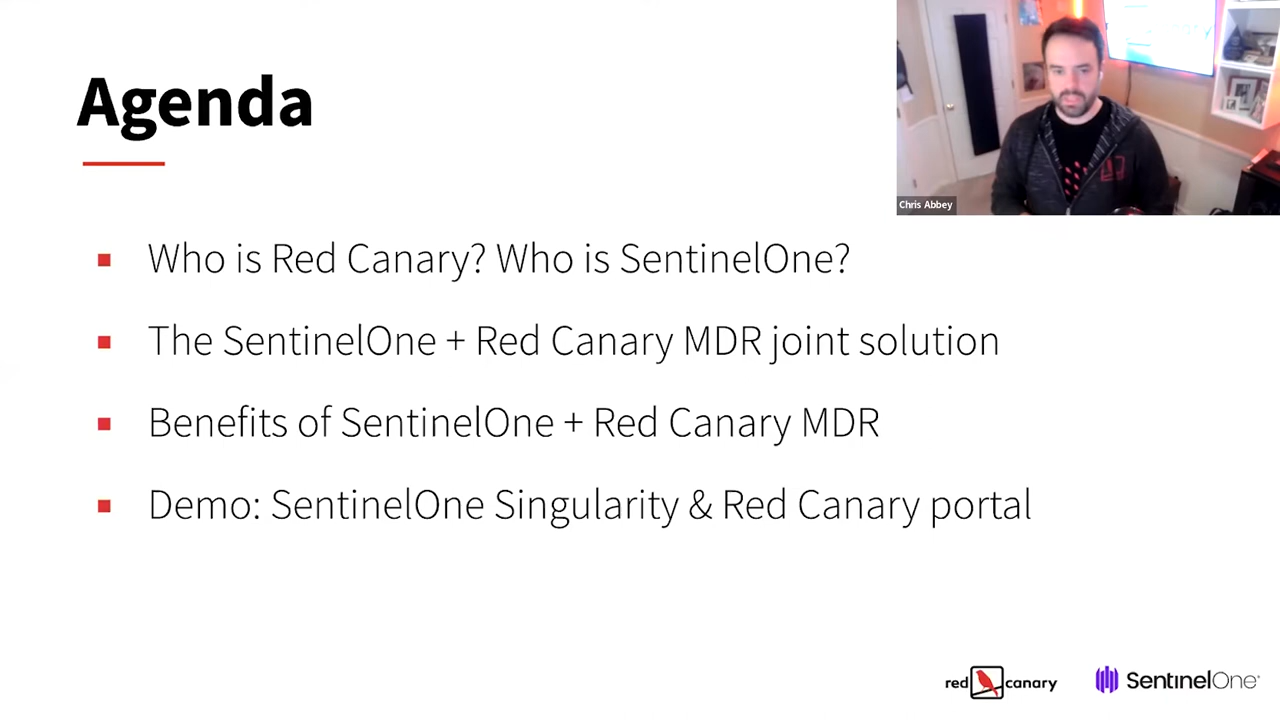 Agenda
Chris Abbey
Who is Red Canary? Who is SentinelOne?
The SentinelOne + Red Canary MDR joint solution
Benefits of SentinelOne + Red Canary MDR
Demo: SentinelOne Singularity & Red Canary portal
red canary
SentinelOne